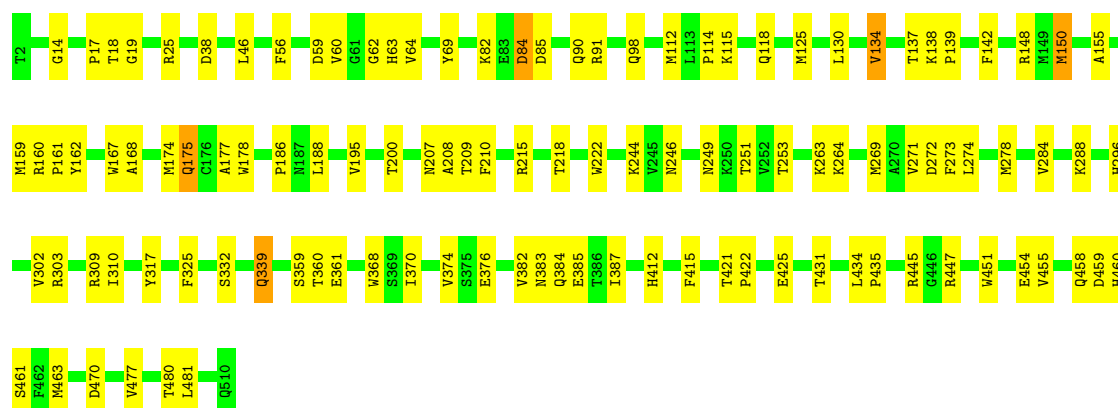 T2 G14 P17 T18 G19 R25 D38 L46 F56 D59 V60 G61 G62 H63 V64 Y69 K82 E83 D84 D85 Q90 R91 Q98 M112 L113 P114 K115 Q118 M125 L130 V134 T137 K138 P139 F142 R148 M149 M150 A155
M159 R160 P161 Y162 W167 A168 M174 Q175 C176 A177 W178 P186 N187 L188 V195 T200 N207 A208 T209 F210 R215 T218 W222 K244 V245 N246 N249 K250 T251 V252 T253 K263 K264 M269 A270 V271 D272 F273 L274 M278 V284 K288 H296
V302 R303 R309 I310 Y317 F325 S332 Q339 S359 T360 E361 W368 S369 I370 V374 S375 E376 V382 N383 Q384 E385 T386 I387 H412 F415 T421 P422 E425 T431 L434 P435 R445 G446 R447 W451 E454 V455 Q458 D459 H460
S461 F462 M463 D470 V477 T480 L481 Q510